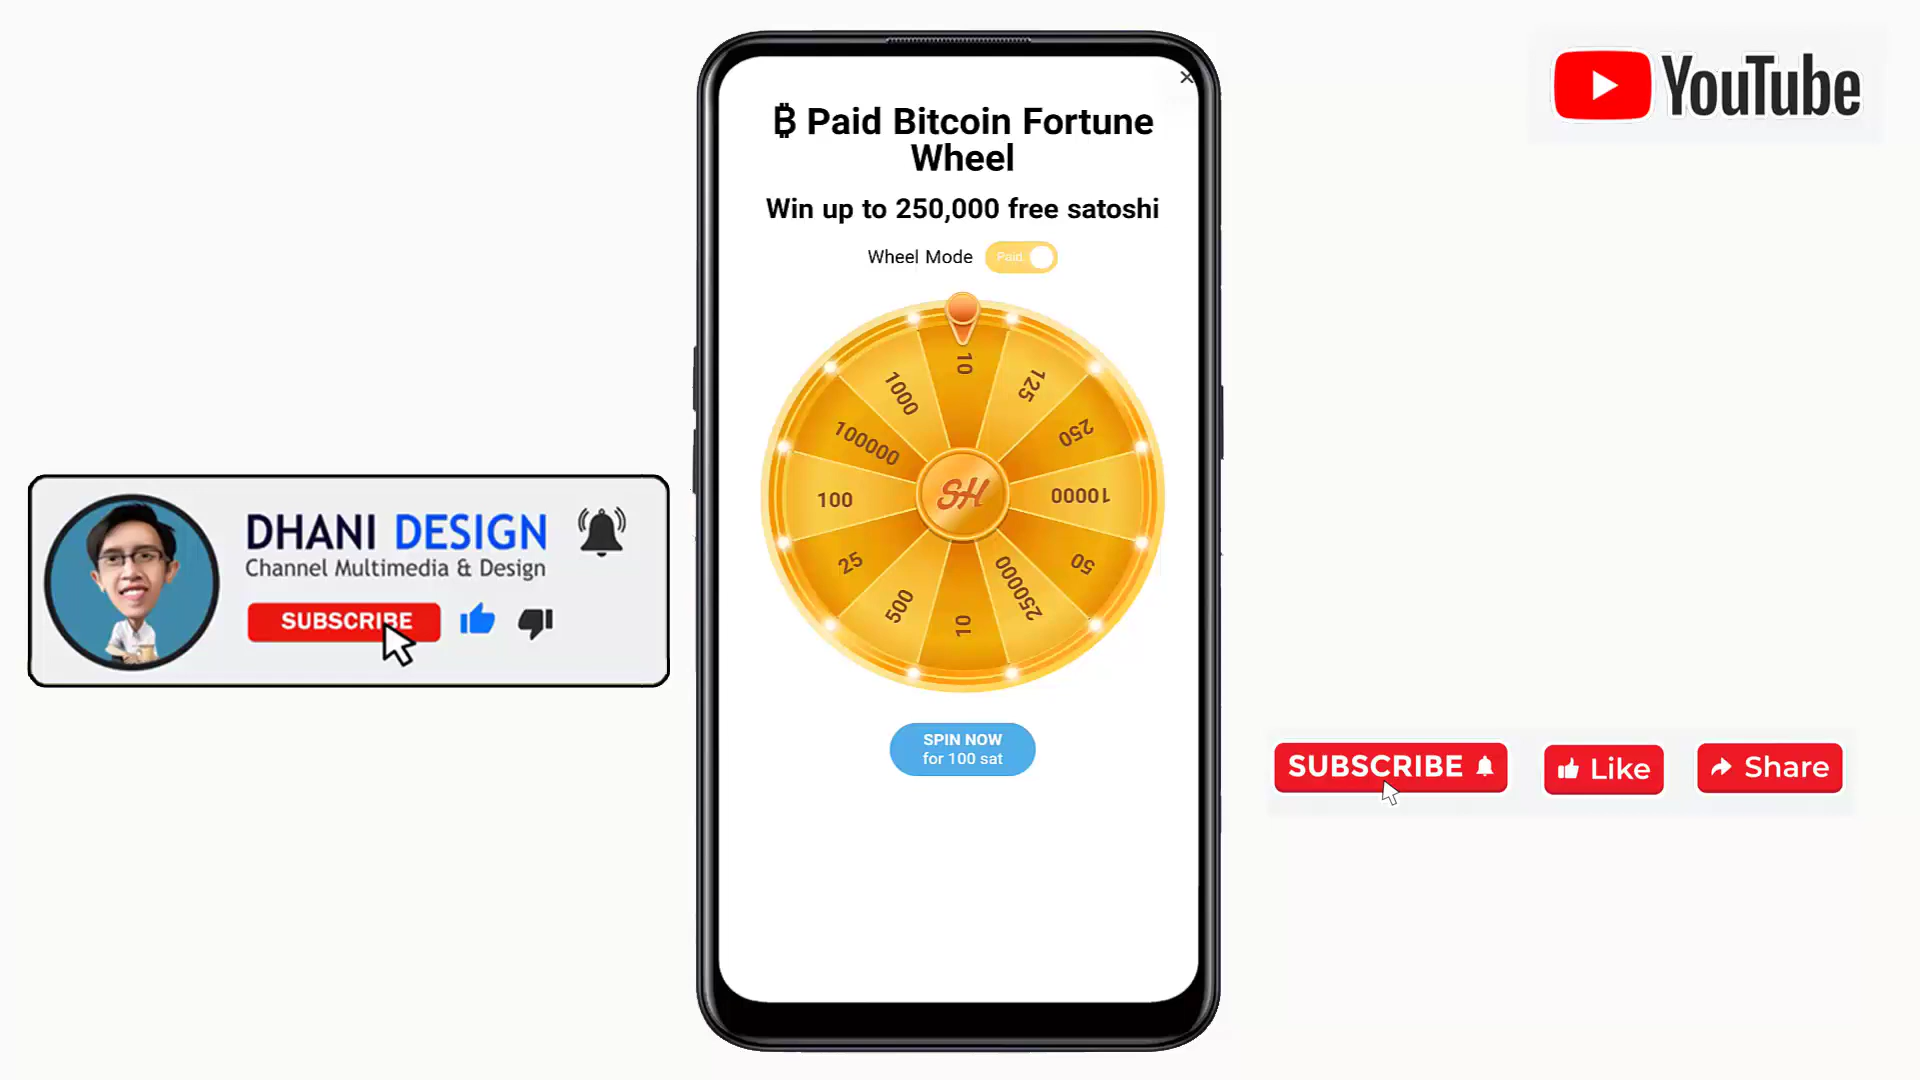 YouTube
₿ Paid Bitcoin Fortune
Wheel
Win up to 250,000 free satoshi
Wheel Mode Paid
10
125
250
10000
50
250000
10
500
25
100
100000
1000
SH
SPIN NOW
for 100 sat
DHANI DESIGN
Channel Multimedia & Design
SUBSCRIBE
SUBSCRIBE
Like
Share